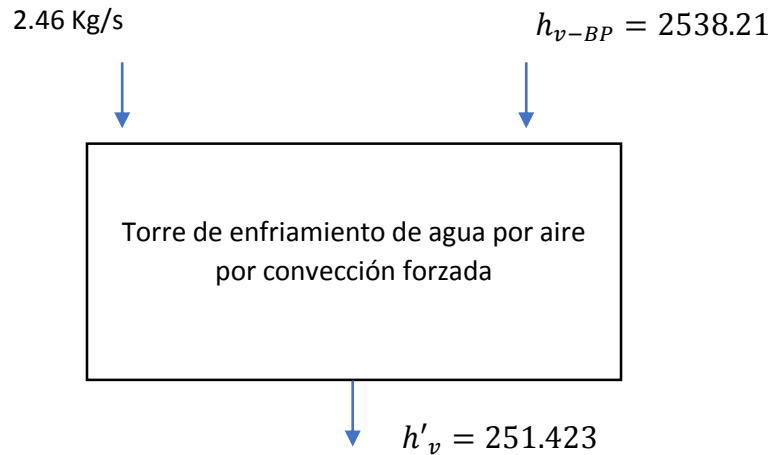 2.46 Kg/s
h_{v-BP} = 2538.21
Torre de enfriamiento de agua por aire
por convección forzada
h'_v = 251.423